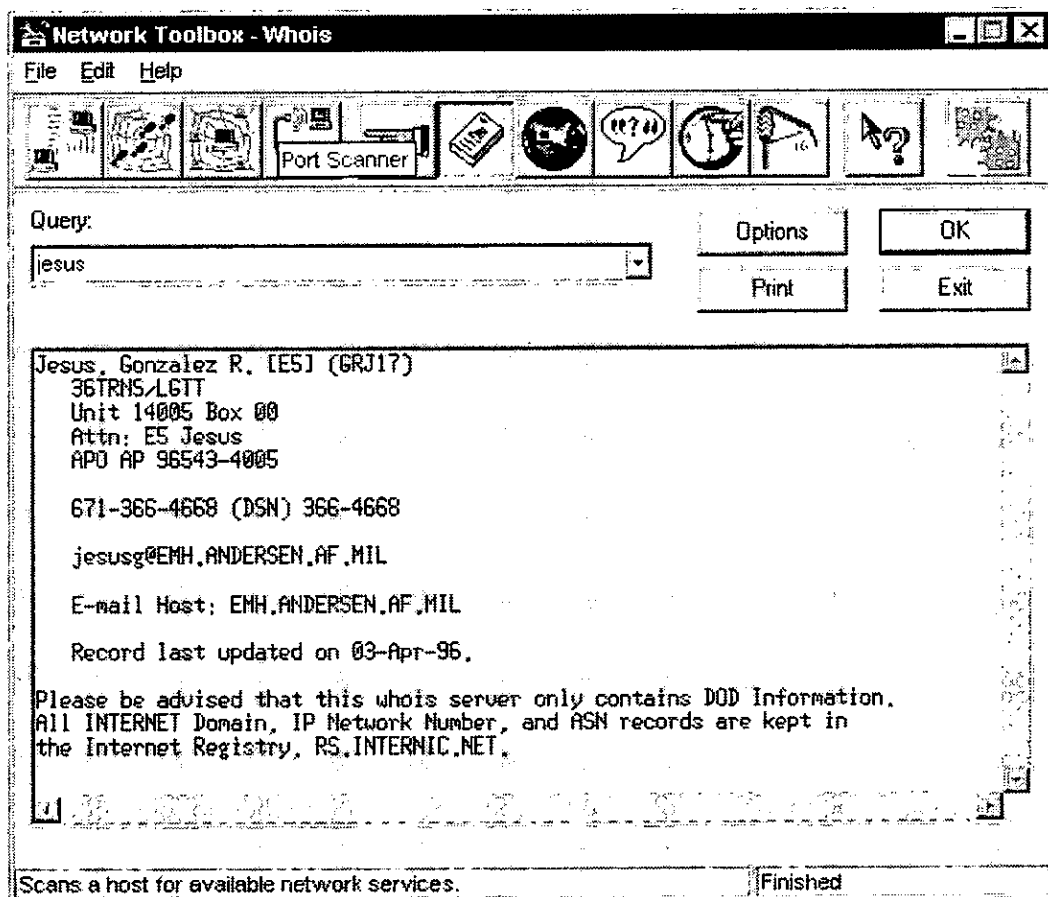 Network Toolbox - Whois
File Edit Help
Port Scanner
"?"
16
?
Query:
Options
OK
jesus
Print
Exit
Jesus, Gonzalez R. [E5] (GRJ17)
36TRNS/LGTT
Unit 14005 Box 00
Attn: E5 Jesus
APO AP 96543-4005
671-366-4668 (DSN) 366-4668
jesusg@EMH.ANDERSEN.AF.MIL
E-mail Host: EMH.ANDERSEN.AF.MIL
Record last updated on 03-Apr-96.
Please be advised that this whois server only contains DOD Information.
All INTERNET Domain, IP Network Number, and ASN records are kept in
the Internet Registry, RS.INTERNIC.NET.
Scans a host for available network services.
Finished